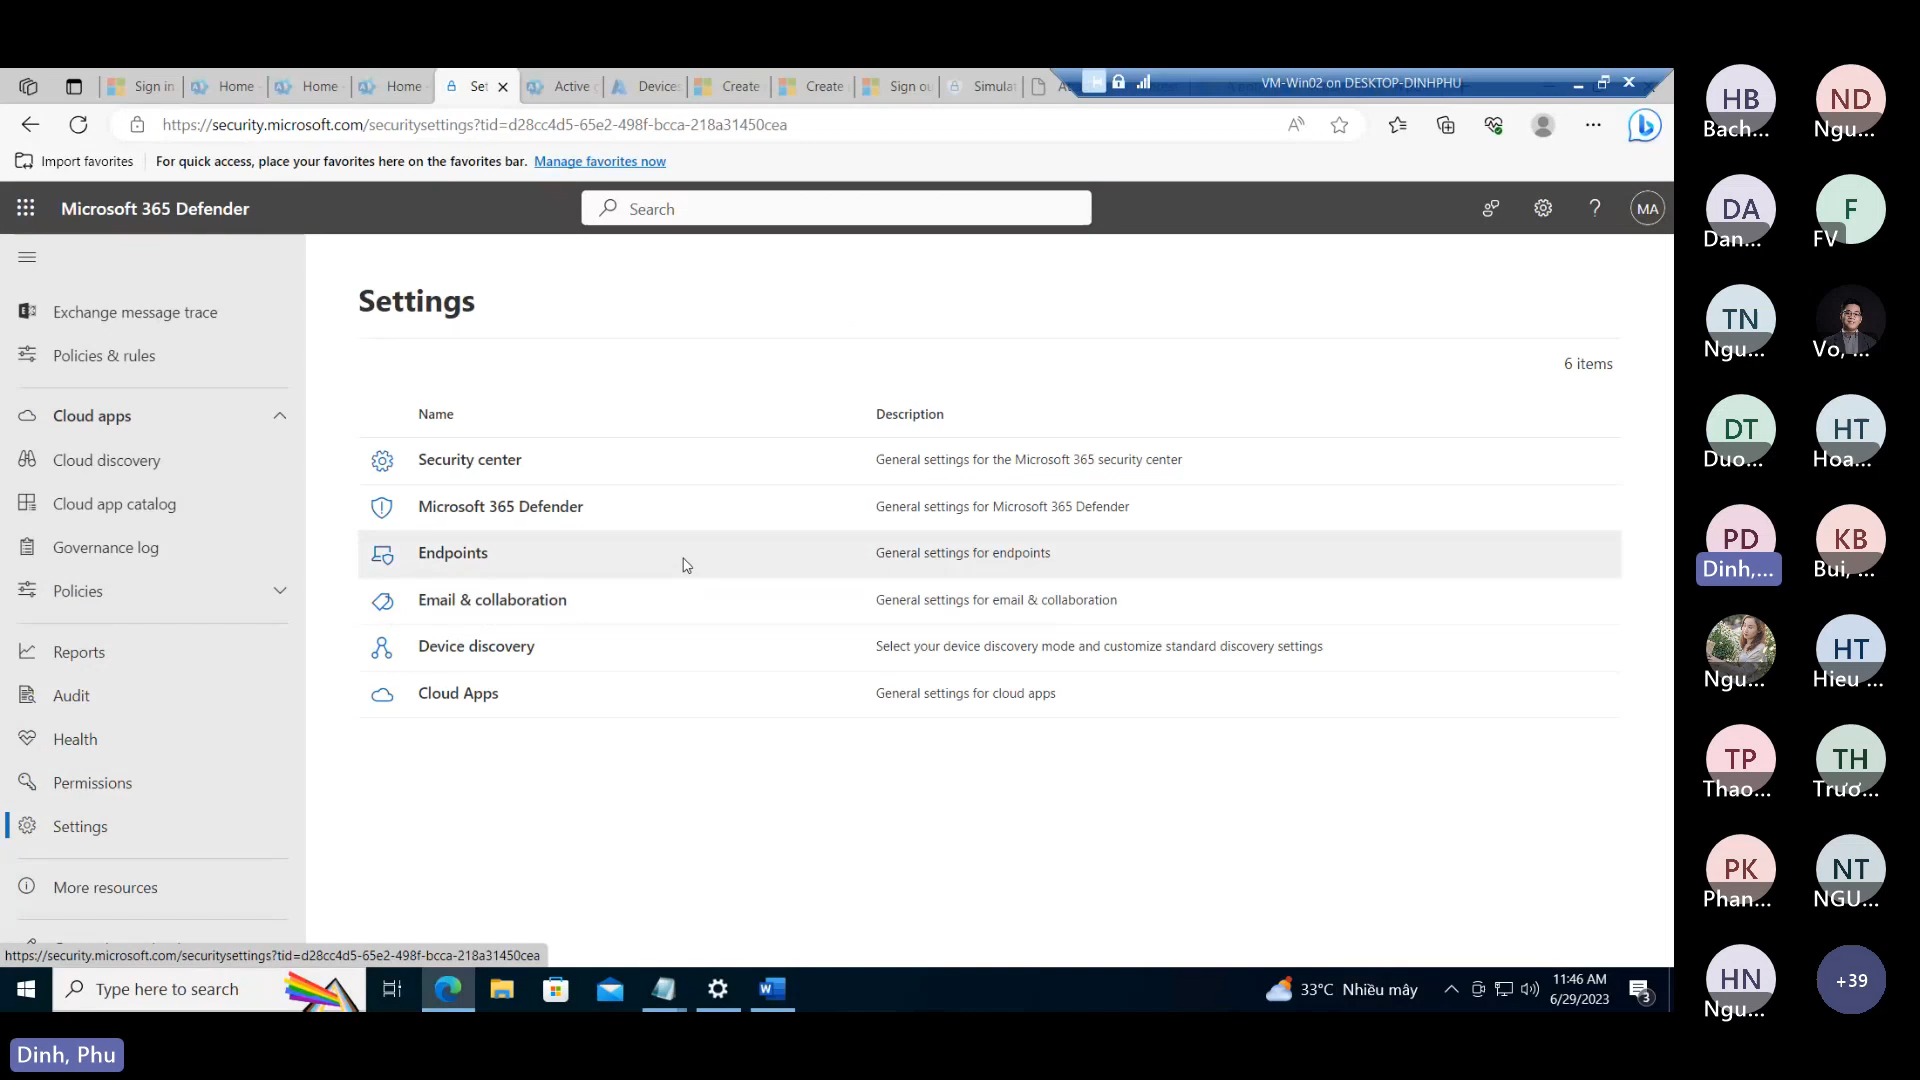 Sign in
Home
Home
Home
Set
Active
Device
Create
Create
Sign ou
Simulat
VM-Win02 on DESKTOP-DINHPHU
https://security.microsoft.com/securitysettings?tid=d28cc4d5-65e2-498f-bcca-218a31450cea
Import favorites
For quick access, place your favorites here on the favorites bar. Manage favorites now
Microsoft 365 Defender
Search
MA
Exchange message trace
Policies & rules
Cloud apps
Cloud discovery
Cloud app catalog
Governance log
Policies
Reports
Audit
Health
Permissions
Settings
More resources
https://security.microsoft.com/securitysettings?tid=d28cc4d5-65e2-498f-bcca-218a31450cea
Settings
6 items
Name Description
Security center General settings for the Microsoft 365 security center
Microsoft 365 Defender General settings for Microsoft 365 Defender
Endpoints General settings for endpoints
Email & collaboration General settings for email & collaboration
Device discovery Select your device discovery mode and customize standard discovery settings
Cloud Apps General settings for cloud apps
Type here to search
33°C Nhiều mây
11:46 AM
6/29/2023
3
HB
Bach...
ND
Ngu...
DA
Dan...
F
FV
TN
Ngu...
Vo, ...
DT
Duo...
HT
Hoa...
PD
Dinh,...
KB
Bui, ...
Ngu...
HT
Hieu ...
TP
Thao...
TH
Trươ...
PK
Phan...
NT
NGU...
HN
Ngu...
+39
Dinh, Phu